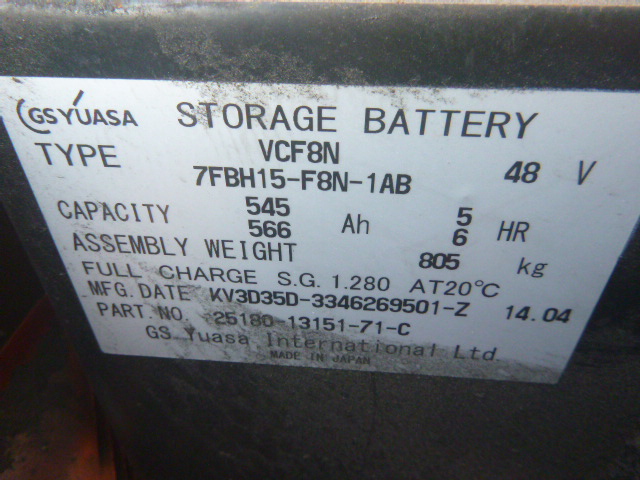 GS YUASA STORAGE BATTERY
TYPE VCF8N
7FBH15-F8N-1AB 48 V
CAPACITY 545 Ah 5 HR
566 6
ASSEMBLY WEIGHT 805 kg
FULL CHARGE S.G. 1.280 AT20°C
MFG.DATE KV3D35D-3346269501-Z 14.04
PART.NO. 25180-13151-71-C
GS Yuasa International Ltd.
MADE IN JAPAN